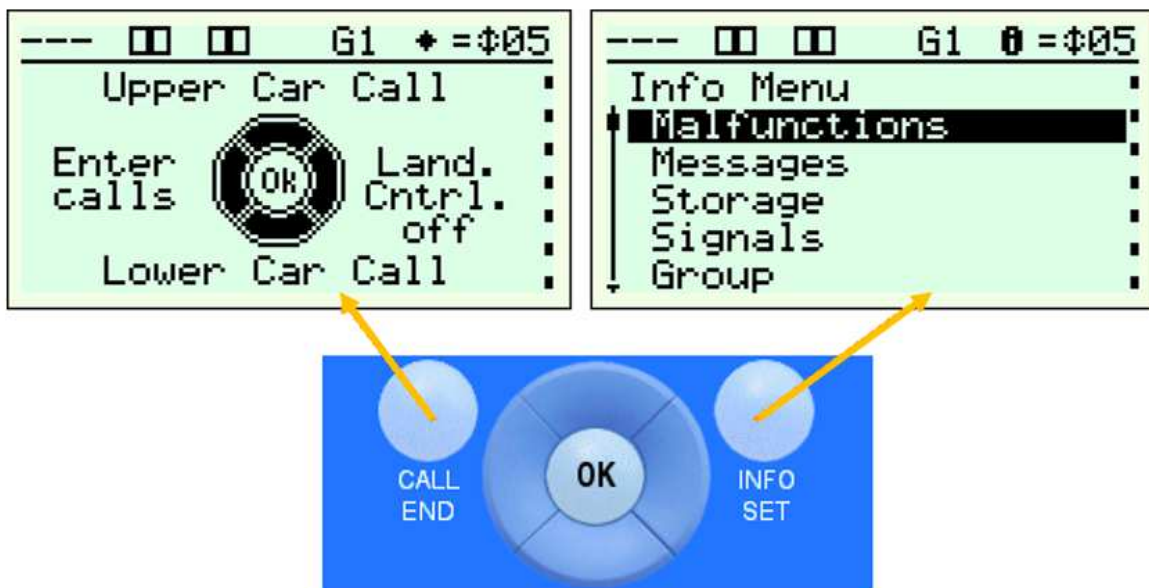 --- G1 =$05
Upper Car Call
Enter calls
OK
Land. Cntrl. off
Lower Car Call
--- G1 =$05
Info Menu
Malfunctions
Messages
Storage
Signals
Group
CALL
END
OK
INFO
SET